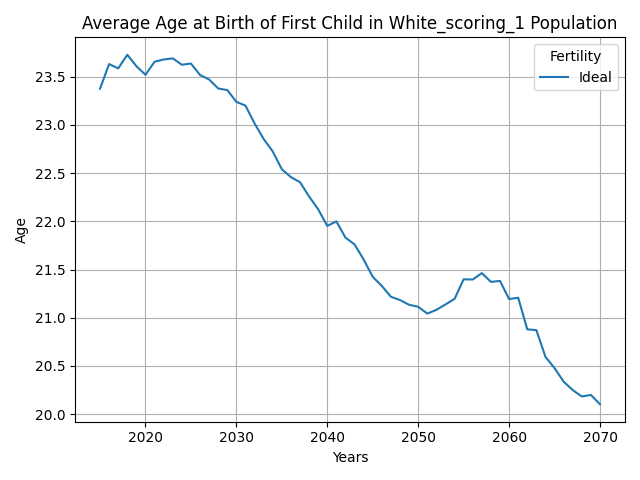 Average Age at Birth of First Child in White_scoring_1 Population
Fertility
Ideal
Age
23.5
23.0
22.5
22.0
21.5
21.0
20.5
20.0
2020 2030 2040 2050 2060 2070
Years